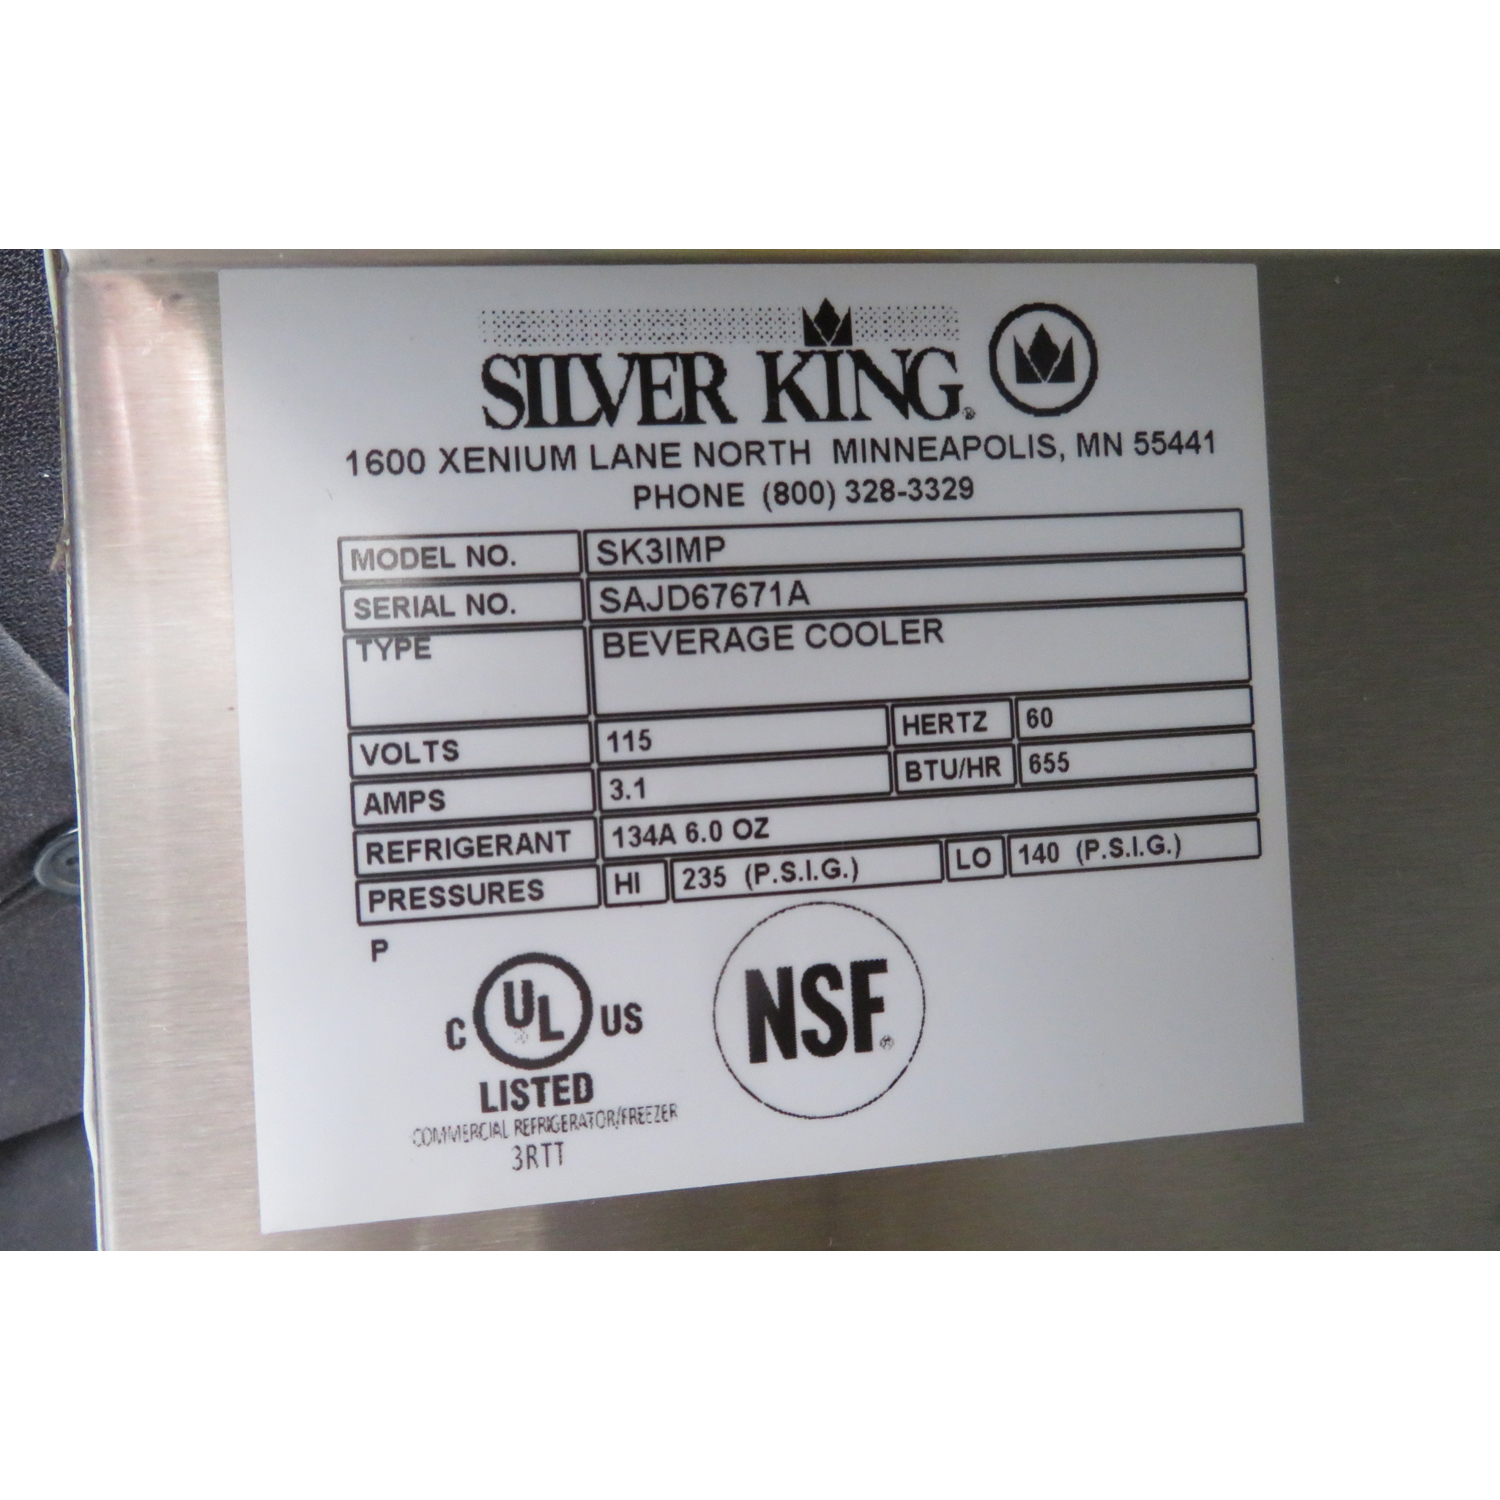 SILVER KING®
1600 XENIUM LANE NORTH MINNEAPOLIS, MN 55441
PHONE (800) 328-3329
MODEL NO. SK3IMP
SERIAL NO. SAJD67671A
TYPE BEVERAGE COOLER
VOLTS 115 HERTZ 60
AMPS 3.1 BTU/HR 655
REFRIGERANT 134A 6.0 OZ
PRESSURES HI 235 (P.S.I.G.) LO 140 (P.S.I.G.)
P
C UL US
LISTED
COMMERCIAL REFRIGERATOR/FREEZER
3RTT
NSF®